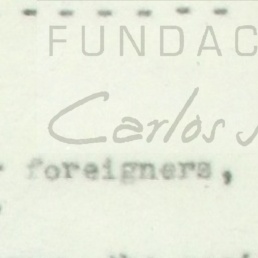 - - - - - -
FUNDAC
Carlos
foreigners,